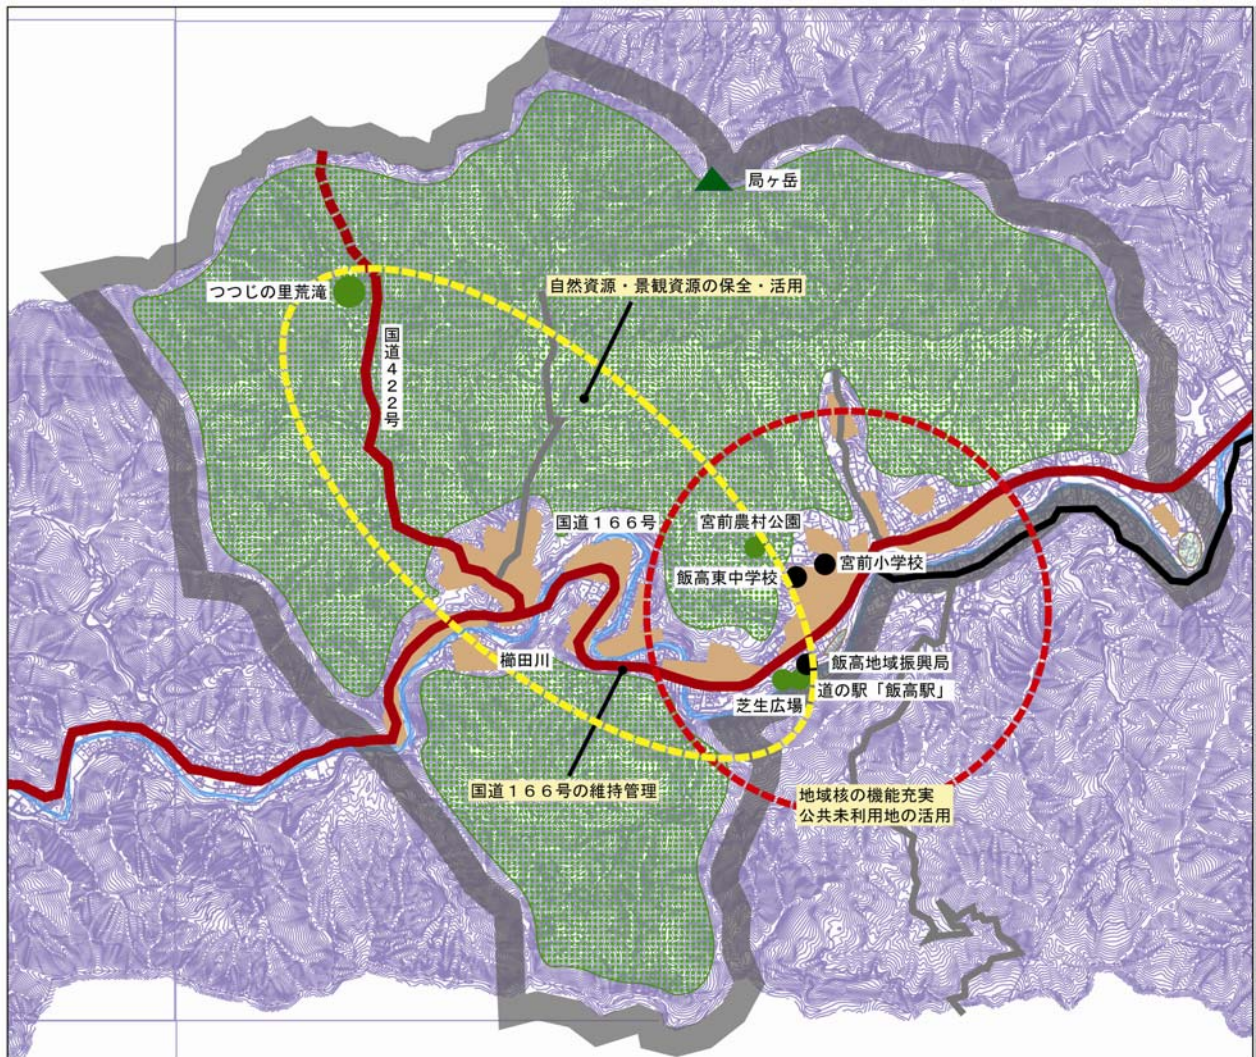 局ヶ岳
自然資源・景観資源の保全・活用
つつじの里荒滝
国道４２２号
国道１６６号
宮前農村公園
宮前小学校
飯高東中学校
櫛田川
飯高地域振興局
道の駅「飯高駅」
芝生広場
国道１６６号の維持管理
地域核の機能充実
公共未利用地の活用